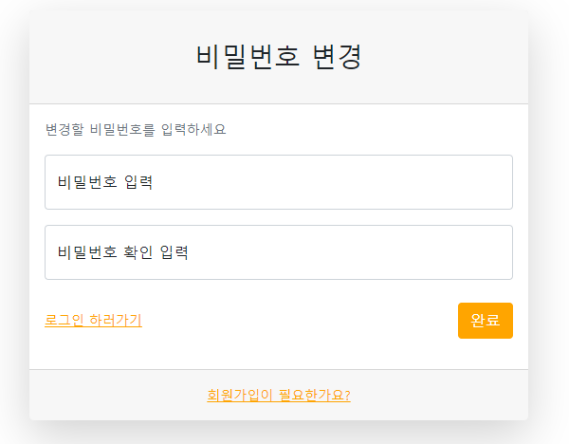 비밀번호 변경
변경할 비밀번호를 입력하세요
비밀번호 입력
비밀번호 확인 입력
로그인 하러가기
완료
회원가입이 필요한가요?